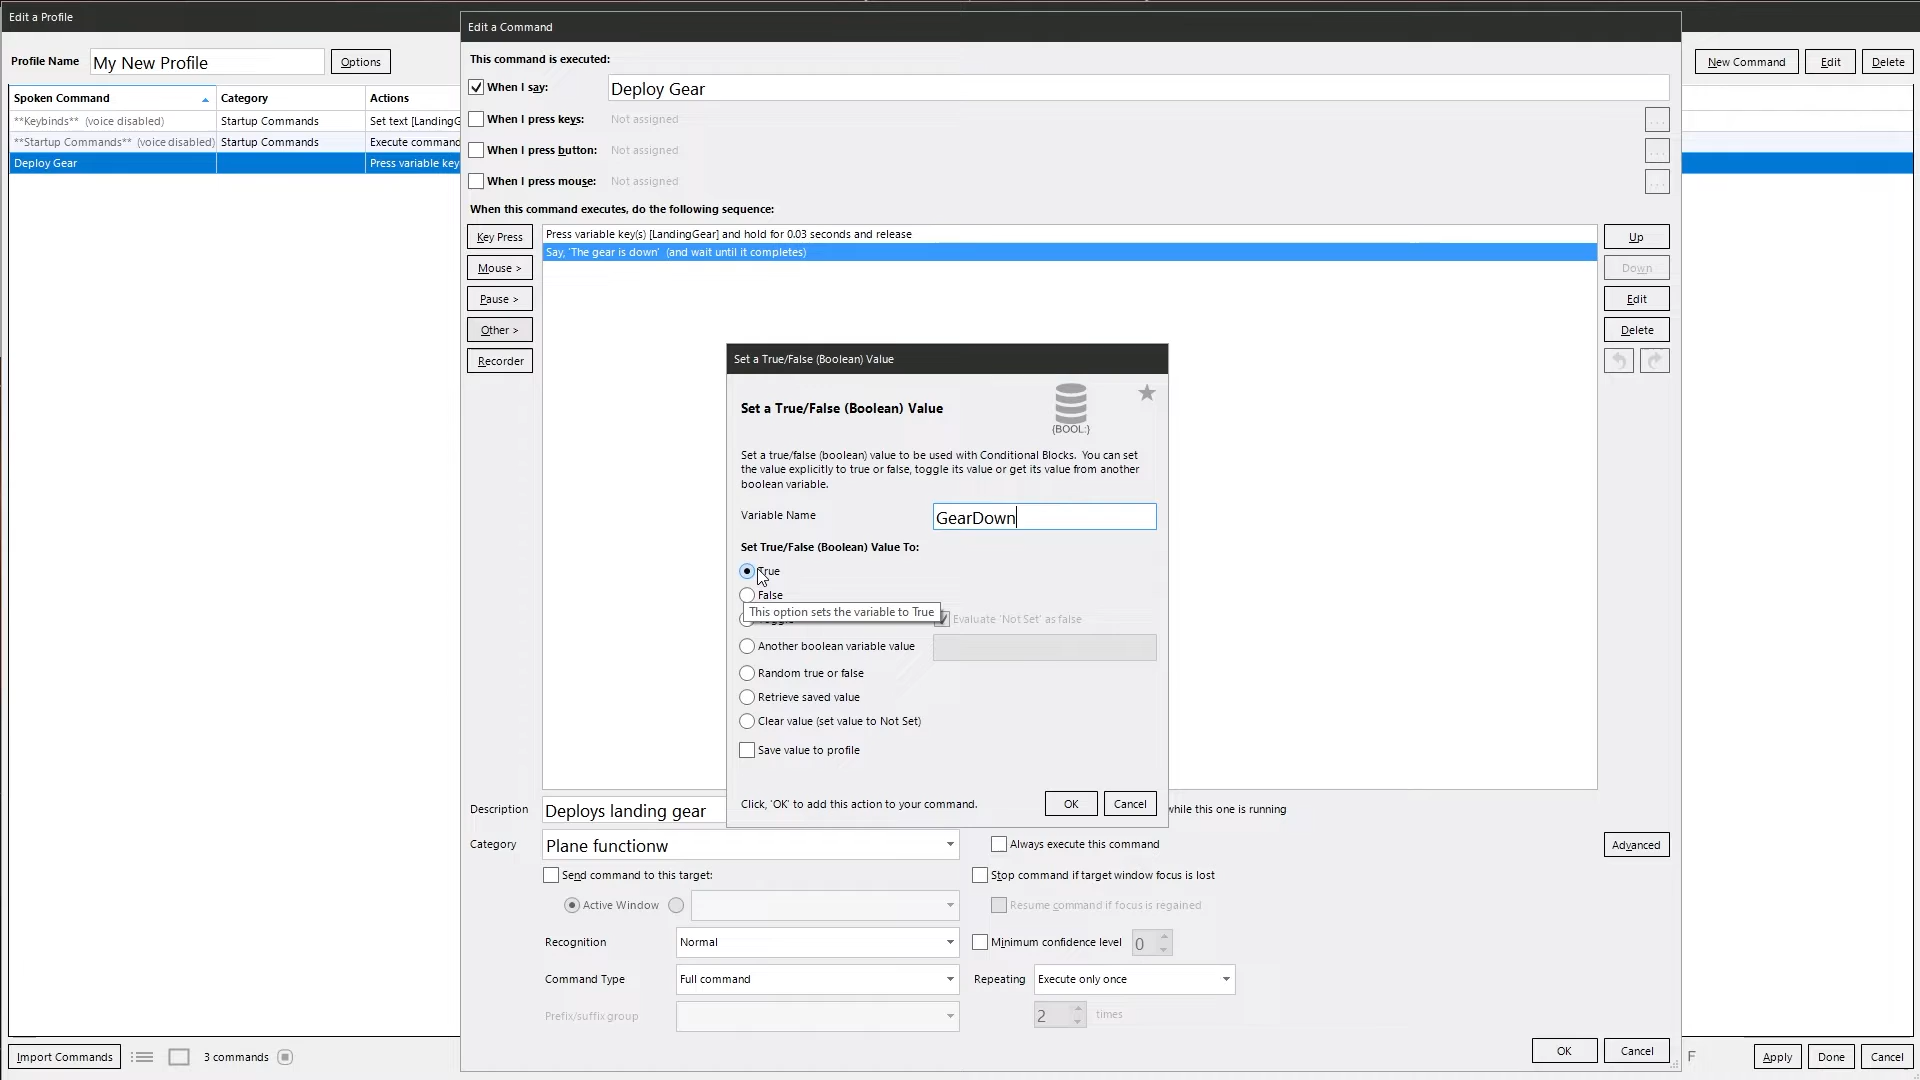 Edit a Profile
Edit a Command
Profile Name
My New Profile
Options
New Command
Edit
Delete
Spoken Command
Category
Actions
**Keybinds** (voice disabled)
Startup Commands
Set text [LandingG
**Startup Commands** (voice disabled)
Startup Commands
Execute command
Deploy Gear
Press variable key
This command is executed:
When I say:
Deploy Gear
When I press keys:
Not assigned
...
When I press button:
Not assigned
...
When I press mouse:
Not assigned
...
When this command executes, do the following sequence:
Key Press
Mouse >
Pause >
Other >
Recorder
Press variable key(s) [LandingGear] and hold for 0.03 seconds and release
Say, 'The gear is down' (and wait until it completes)
Up
Down
Edit
Delete
Set a True/False (Boolean) Value
Set a True/False (Boolean) Value
{BOOL:}
Set a true/false (boolean) value to be used with Conditional Blocks. You can set
the value explicitly to true or false, toggle its value or get its value from another
boolean variable.
Variable Name
GearDown
Set True/False (Boolean) Value To:
True
False
This option sets the variable to True
Evaluate 'Not Set' as false
Another boolean variable value
Random true or false
Retrieve saved value
Clear value (set value to Not Set)
Save value to profile
Click, 'OK' to add this action to your command.
OK
Cancel
Description
Deploys landing gear
while this one is running
Category
Plane functionw
Always execute this command
Advanced
Send command to this target:
Stop command if target window focus is lost
Active Window
Resume command if focus is regained
Recognition
Normal
Minimum confidence level
0
Command Type
Full command
Repeating
Execute only once
Prefix/suffix group
2
times
OK
Cancel
Import Commands
3 commands
F
Apply
Done
Cancel